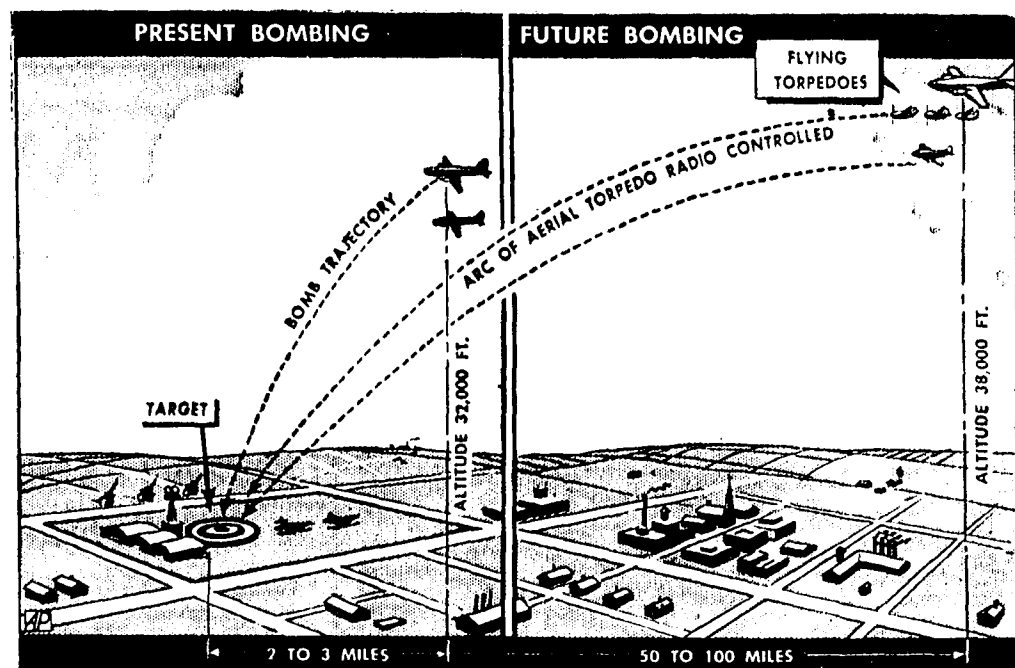 PRESENT BOMBING
FUTURE BOMBING
FLYING
TORPEDOES
BOMB TRAJECTORY
ARC OF AERIAL TORPEDO RADIO CONTROLLED
TARGET
ALTITUDE 32,000 FT.
ALTITUDE 38,000 FT.
AP
2 TO 3 MILES
50 TO 100 MILES